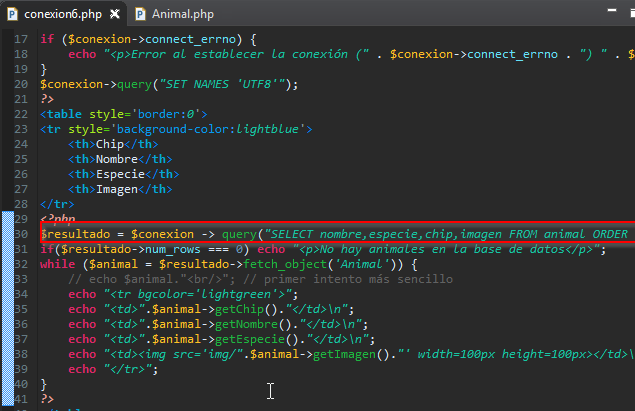 conexion6.php Animal.php
17 if ($conexion->connect_errno) {
18 echo "<p>Error al establecer la conexión (" . $conexion->connect_errno . ") " . $
19 }
20 $conexion->query("SET NAMES 'UTF8'");
21 ?>
22 <table style='border:0'>
23 <tr style='background-color:lightblue'>
24 <th>Chip</th>
25 <th>Nombre</th>
26 <th>Especie</th>
27 <th>Imagen</th>
28 </tr>
29 <?php
30 $resultado = $conexion -> query("SELECT nombre,especie,chip,imagen FROM animal ORDER
31 if($resultado->num_rows === 0) echo "<p>No hay animales en la base de datos</p>";
32 while ($animal = $resultado->fetch_object('Animal')) {
33 // echo $animal."<br/>"; // primer intento más sencillo
34 echo "<tr bgcolor='lightgreen'>";
35 echo "<td>".$animal->getChip()."</td>\n";
36 echo "<td>".$animal->getNombre()."</td>\n";
37 echo "<td>".$animal->getEspecie()."</td>\n";
38 echo "<td><img src='img/".$animal->getImagen()."' width=100px height=100px></td>\
39 echo "</tr>";
40 }
41 ?>